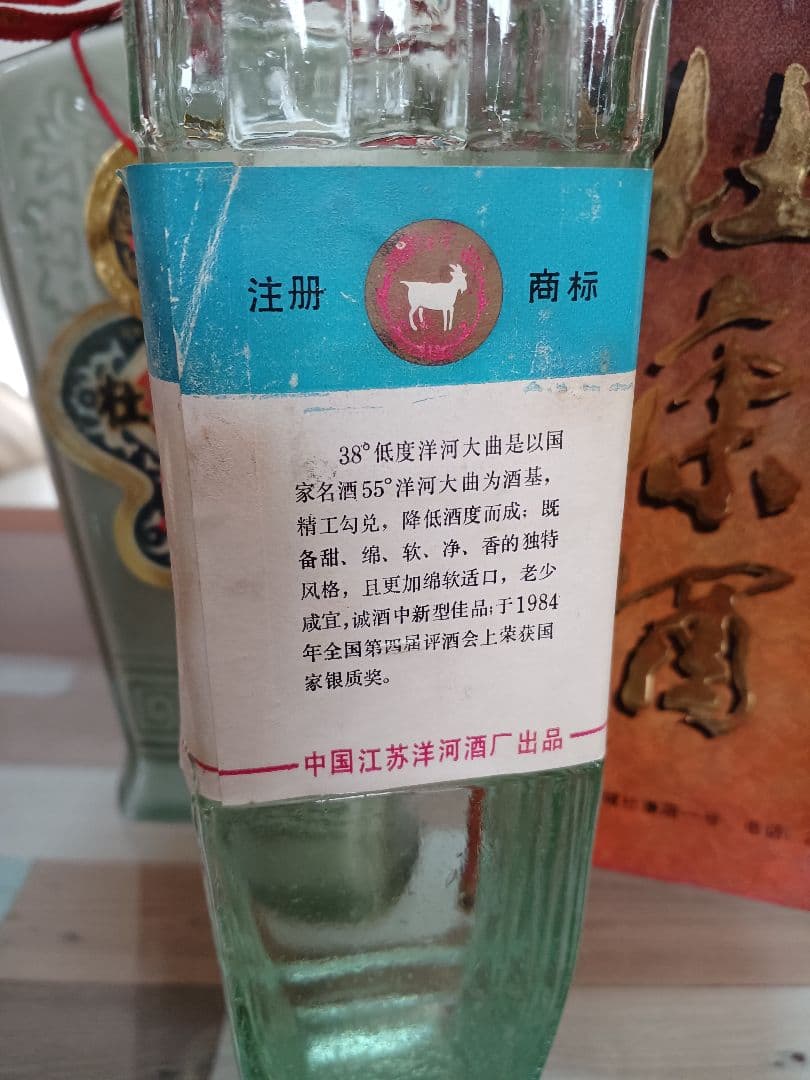 注册 商标
38°低度洋河大曲是以国
家名酒55°洋河大曲为酒基，
精工勾兑，降低酒度而成；既
备甜、绵、软、净、香的独特
风格，且更加绵软适口，老少
咸宜，诚酒中新型佳品；于1984
年全国第四届评酒会上荣获国
家银质奖。
中国江苏洋河酒厂出品
杜
康
酒
杜